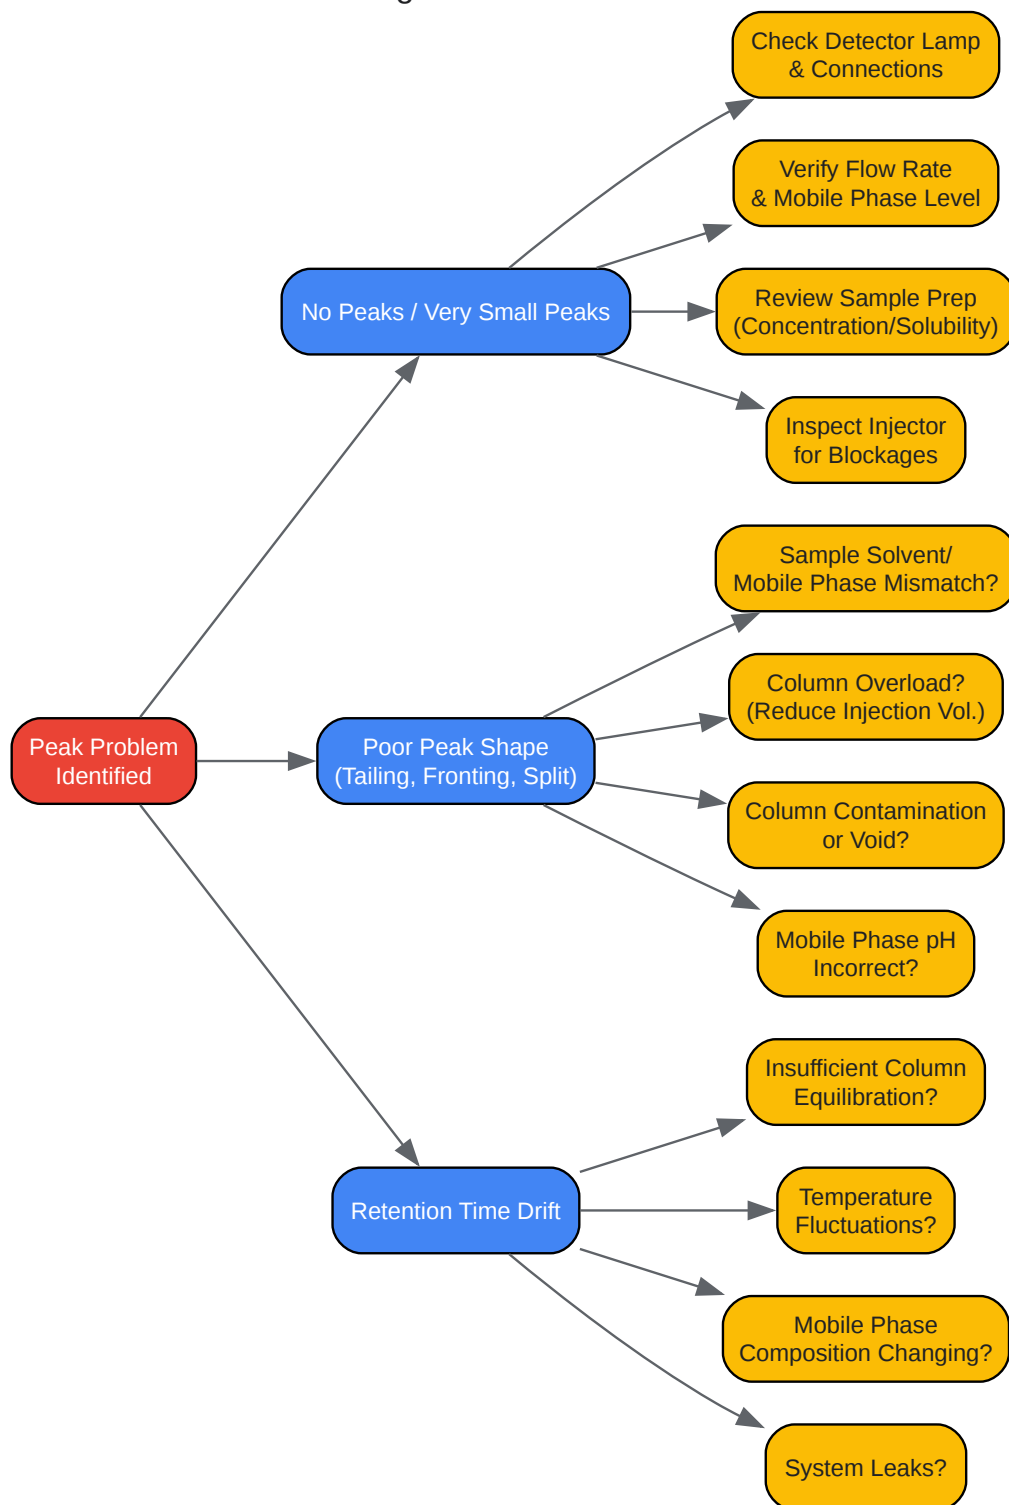 Check Detector Lamp
& Connections
Verify Flow Rate
& Mobile Phase Level
No Peaks / Very Small Peaks
Review Sample Prep
(Concentration/Solubility)
Inspect Injector
for Blockages
Sample Solvent/
Mobile Phase Mismatch?
Column Overload?
(Reduce Injection Vol.)
Peak Problem
Identified
Poor Peak Shape
(Tailing, Fronting, Split)
Column Contamination
or Void?
Mobile Phase pH
Incorrect?
Insufficient Column
Equilibration?
Retention Time Drift
Temperature
Fluctuations?
Mobile Phase
Composition Changing?
System Leaks?